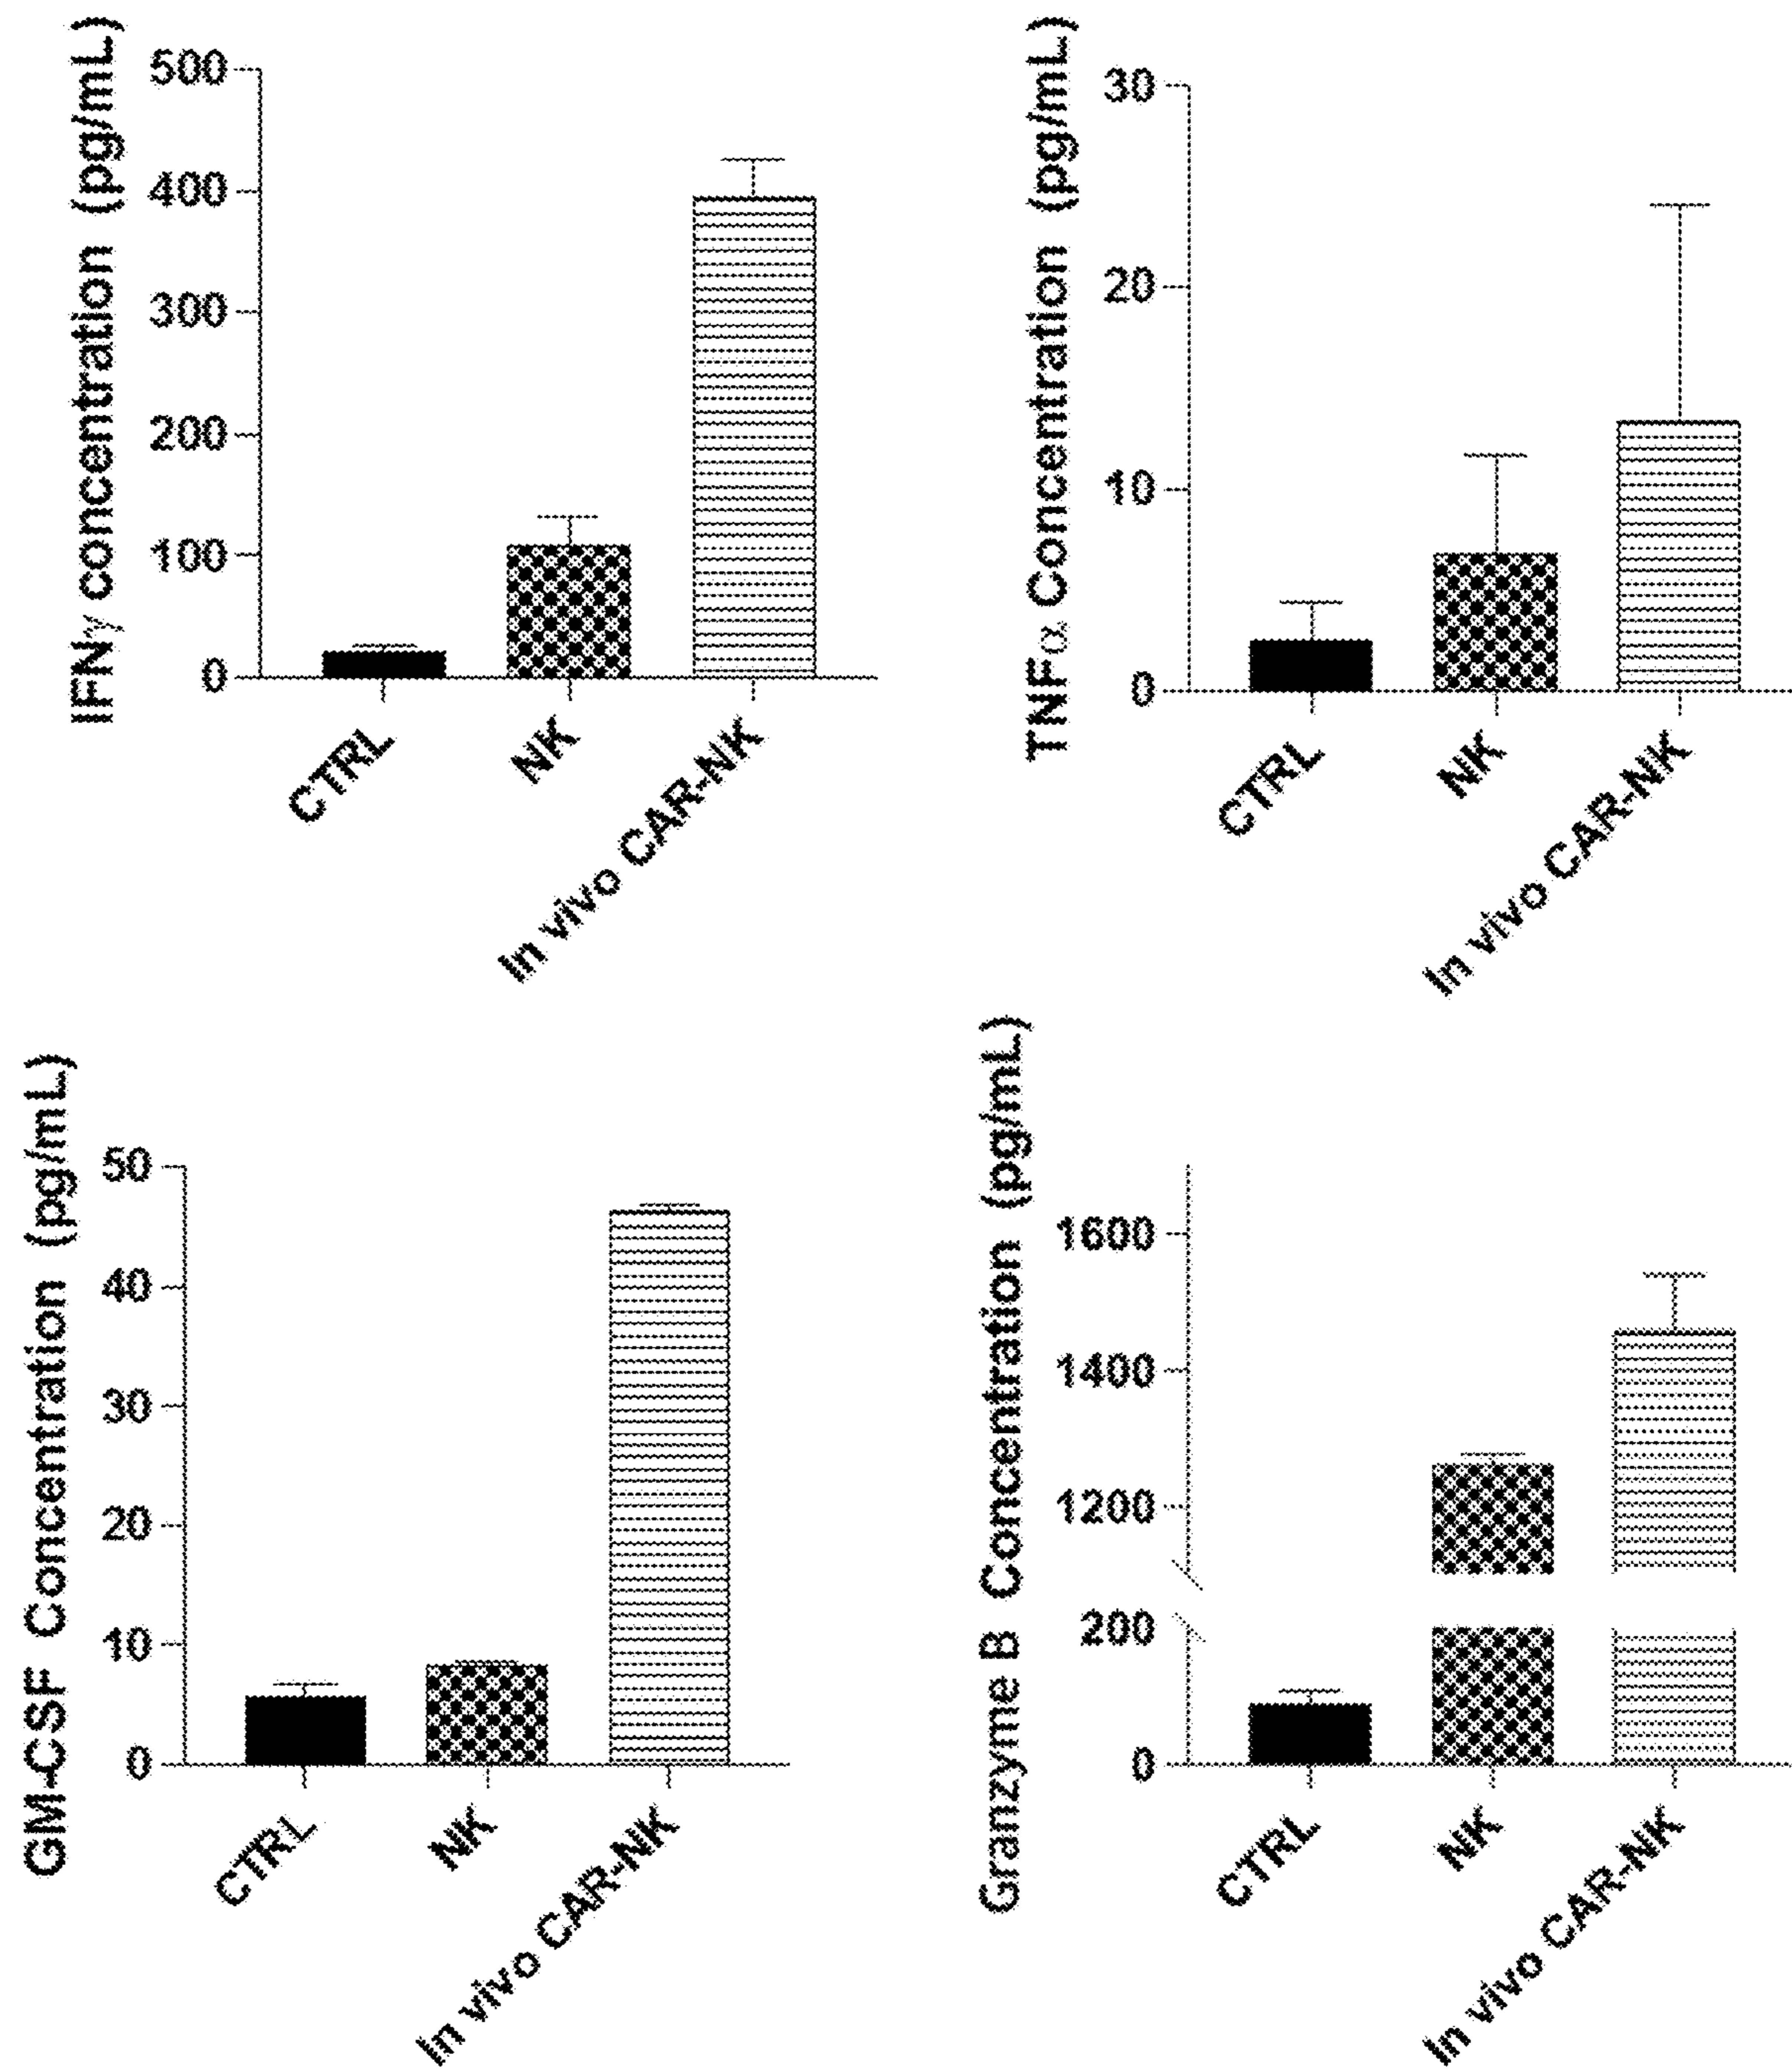 IFNγ concentration (pg/mL)
500
400
300
200
100
0
CTRL
NK
In vivo CAR-NK
TNFα Concentration (pg/mL)
30
20
10
0
CTRL
NK
In vivo CAR-NK
GM-CSF Concentration (pg/mL)
50
40
30
20
10
0
CTRL
NK
In vivo CAR-NK
Granzyme B Concentration (pg/mL)
1600
1400
1200
200
0
CTRL
NK
In vivo CAR-NK